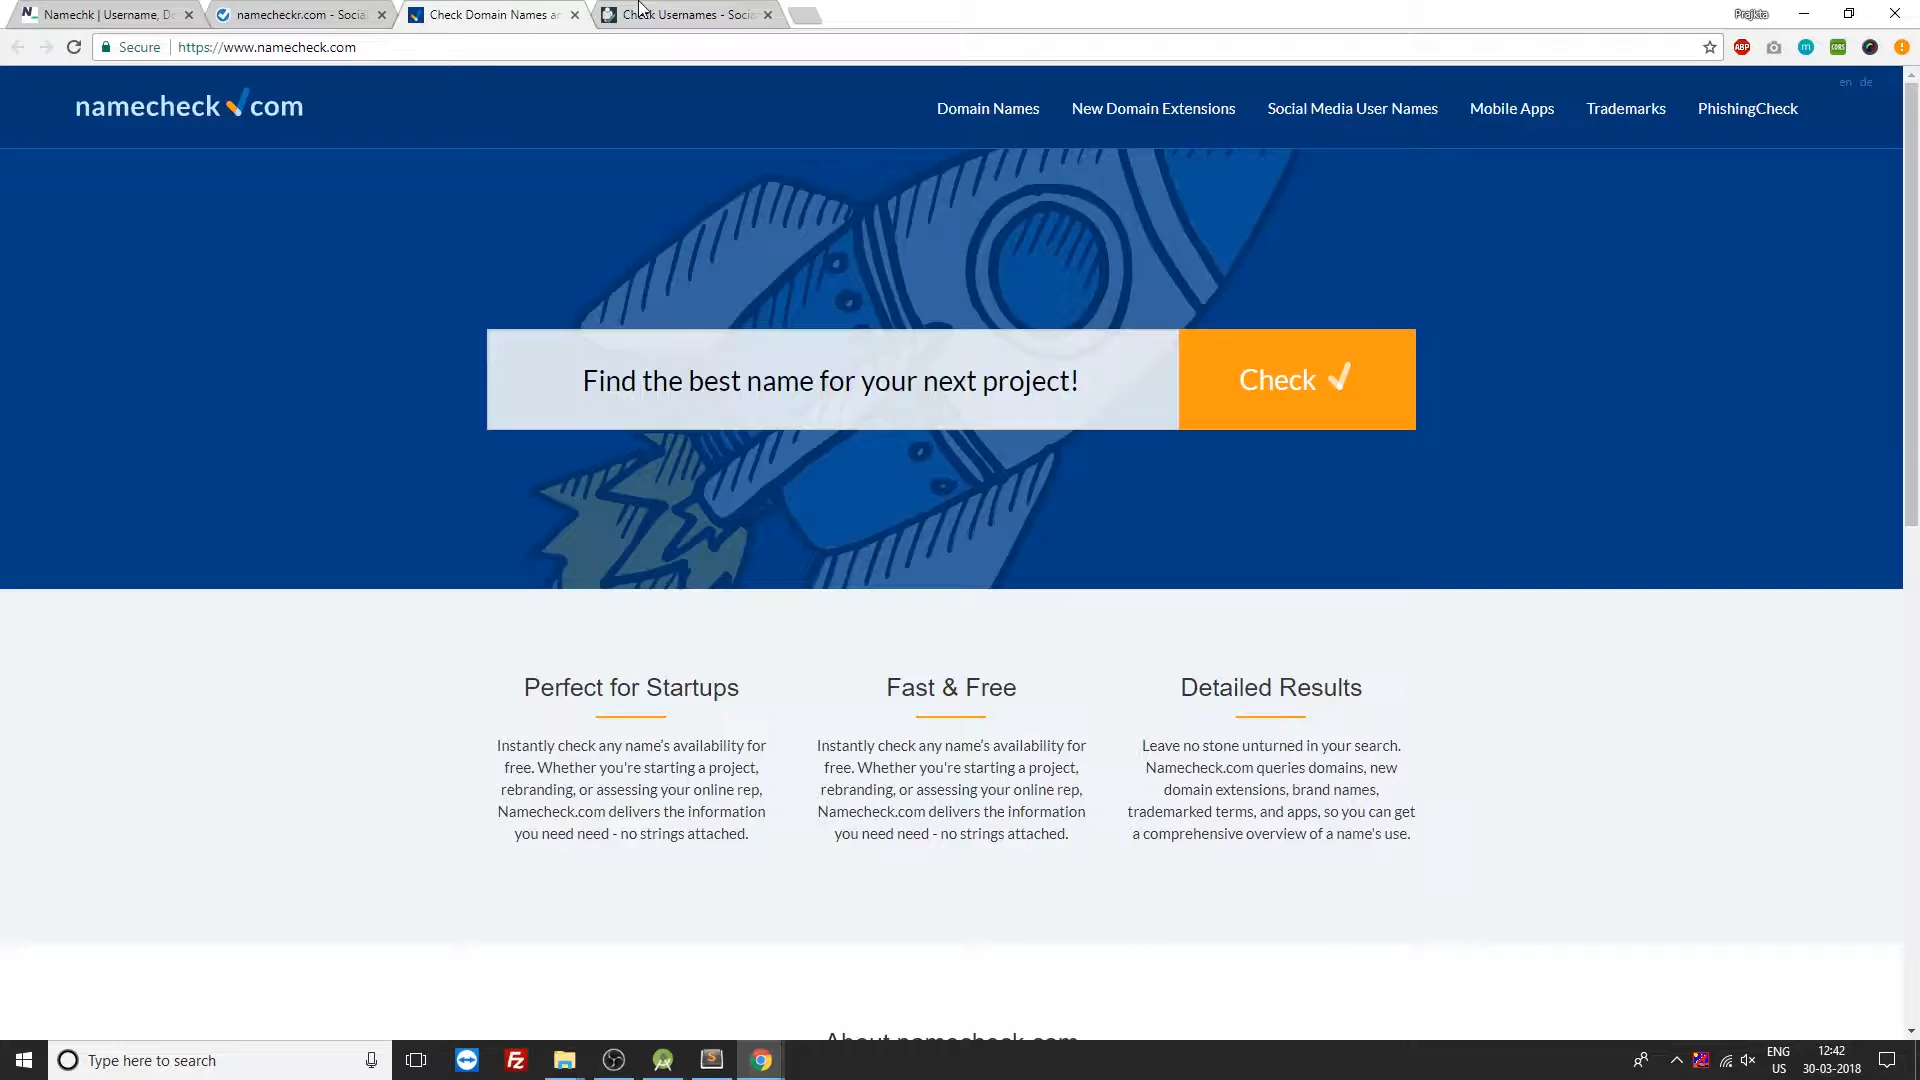 Namechk | Username, D
namecheckr.com - Socia
Check Domain Names a
Check Usernames - Socia
Prajkta
Secure
https://www.namecheck.com
ABP
m
CORS
en de
namecheck com
Domain Names
New Domain Extensions
Social Media User Names
Mobile Apps
Trademarks
PhishingCheck
Find the best name for your next project!
Check
Perfect for Startups
Instantly check any name’s availability for
free. Whether you're starting a project,
rebranding, or assessing your online rep,
Namecheck.com delivers the information
you need need - no strings attached.
Fast & Free
Instantly check any name’s availability for
free. Whether you're starting a project,
rebranding, or assessing your online rep,
Namecheck.com delivers the information
you need need - no strings attached.
Detailed Results
Leave no stone unturned in your search.
Namecheck.com queries domains, new
domain extensions, brand names,
trademarked terms, and apps, so you can get
a comprehensive overview of a name's use.
About namecheck.com
Type here to search
Fz
S
ENG
US
12:42
30-03-2018